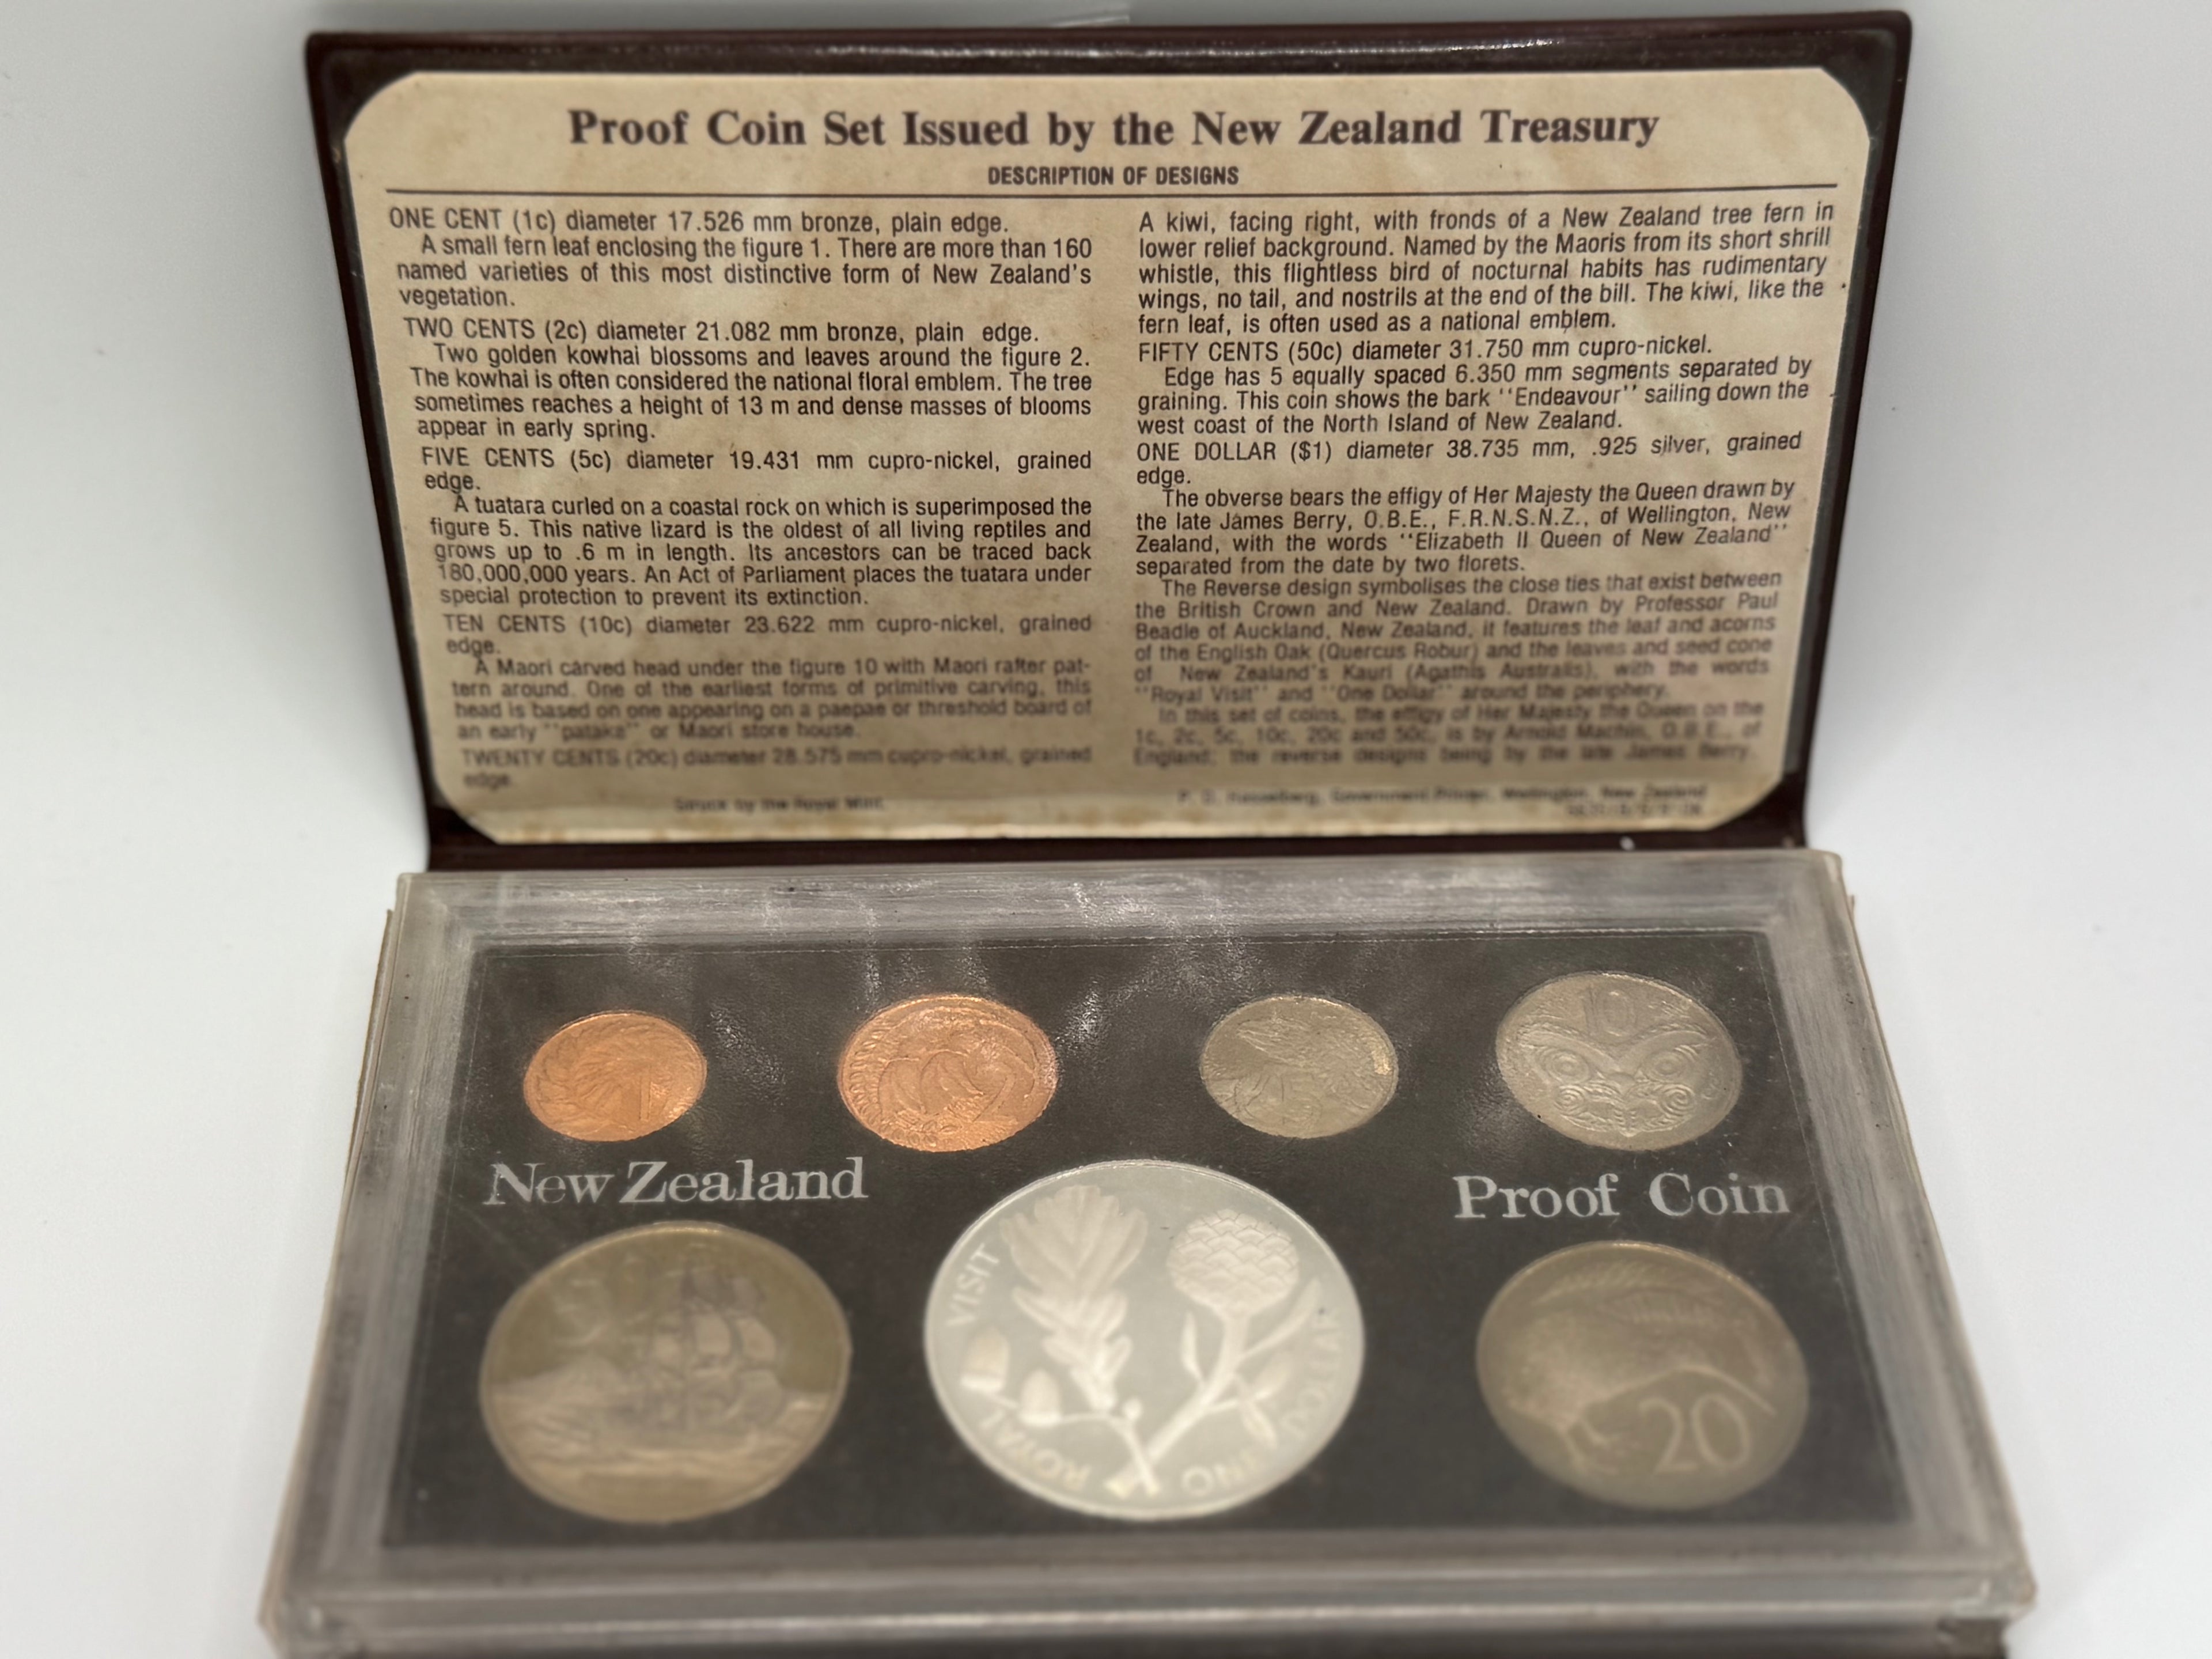 Proof Coin Set Issued by the New Zealand Treasury
DESCRIPTION OF DESIGNS
ONE CENT (1c) diameter 17.526 mm bronze, plain edge.
A small fern leaf enclosing the figure 1. There are more than 160
named varieties of this most distinctive form of New Zealand's
vegetation.
TWO CENTS (2c) diameter 21.082 mm bronze, plain edge.
Two golden kowhai blossoms and leaves around the figure 2.
The kowhai is often considered the national floral emblem. The tree
sometimes reaches a height of 13 m and dense masses of blooms
appear in early spring.
FIVE CENTS (5c) diameter 19.431 mm cupro-nickel, grained
edge.
A tuatara curled on a coastal rock on which is superimposed the
figure 5. This native lizard is the oldest of all living reptiles and
grows up to .6 m in length. Its ancestors can be traced back
180,000,000 years. An Act of Parliament places the tuatara under
special protection to prevent its extinction.
TEN CENTS (10c) diameter 23.622 mm cupro-nickel, grained
edge.
A Maori carved head under the figure 10 with Maori rafter pat-
tern around. One of the earliest forms of primitive carving, this
head is based on one appearing on a paepae or threshold board of
an early "pataka" or Maori store house.
TWENTY CENTS (20c) diameter 28.575 mm cupro-nickel, grained
edge.
Struck by the Royal Mint.
A kiwi, facing right, with fronds of a New Zealand tree fern in
lower relief background. Named by the Maoris from its short shrill
whistle, this flightless bird of nocturnal habits has rudimentary
wings, no tail, and nostrils at the end of the bill. The kiwi, like the
fern leaf, is often used as a national emblem.
FIFTY CENTS (50c) diameter 31.750 mm cupro-nickel.
Edge has 5 equally spaced 6.350 mm segments separated by
graining. This coin shows the bark ''Endeavour'' sailing down the
west coast of the North Island of New Zealand.
ONE DOLLAR ($1) diameter 38.735 mm, .925 silver, grained
edge.
The obverse bears the effigy of Her Majesty the Queen drawn by
the late James Berry, O.B.E., F.R.N.S.N.Z., of Wellington, New
Zealand, with the words ''Elizabeth II Queen of New Zealand''
separated from the date by two florets.
The Reverse design symbolises the close ties that exist between
the British Crown and New Zealand. Drawn by Professor Paul
Beadle of Auckland, New Zealand, it features the leaf and acorns
of the English Oak (Quercus Robur) and the leaves and seed cone
of New Zealand's Kauri (Agathis Australis), with the words
''Royal Visit'' and ''One Dollar'' around the periphery.
In this set of coins, the effigy of Her Majesty the Queen on the
1c, 2c, 5c, 10c, 20c and 50c, is by Arnold Machin, O.B.E., of
England; the reverse designs being by the late James Berry.
Government Printer, Wellington, New Zealand
1
2
5
10
New Zealand
Proof Coin
ROYAL VISIT
ONE
20